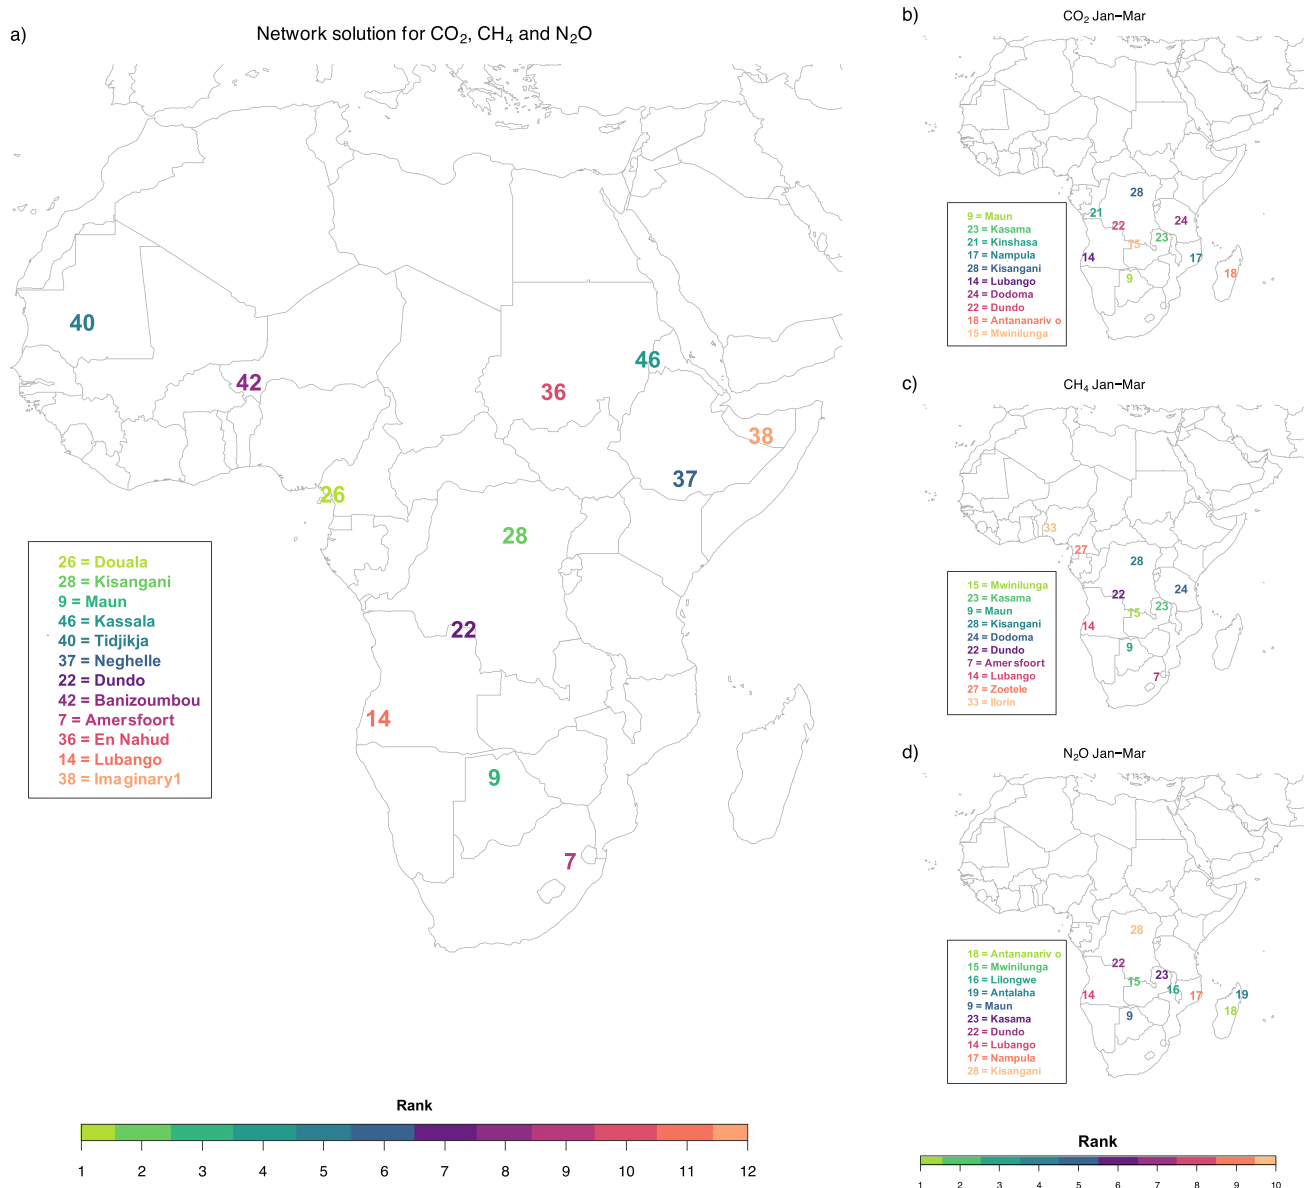 a)
Network solution for CO2, CH4 and N2O
40
42
46
36
38
37
26
28
22
14
9
7
26 = Douala
28 = Kisangani
9 = Maun
46 = Kassala
40 = Tidjikja
37 = Neghelle
22 = Dundo
42 = Banizoumbou
7 = Amersfoort
36 = En Nahud
14 = Lubango
38 = Imaginary1
Rank
1 2 3 4 5 6 7 8 9 10 11 12
b)
CO2 Jan−Mar
28
21
22
24
23
15
14
17
9
18
9 = Maun
23 = Kasama
21 = Kinshasa
17 = Nampula
28 = Kisangani
14 = Lubango
24 = Dodoma
22 = Dundo
18 = Antananariv o
15 = Mwinilunga
c)
CH4 Jan−Mar
33
27
28
22
24
23
15
14
9
7
15 = Mwinilunga
23 = Kasama
9 = Maun
28 = Kisangani
24 = Dodoma
22 = Dundo
7 = Amersfoort
14 = Lubango
27 = Zoetele
33 = Ilorin
d)
N2O Jan−Mar
28
22
23
15
16
14
17
19
18
9
18 = Antananariv o
15 = Mwinilunga
16 = Lilongwe
19 = Antalaha
9 = Maun
23 = Kasama
22 = Dundo
14 = Lubango
17 = Nampula
28 = Kisangani
Rank
1 2 3 4 5 6 7 8 9 10